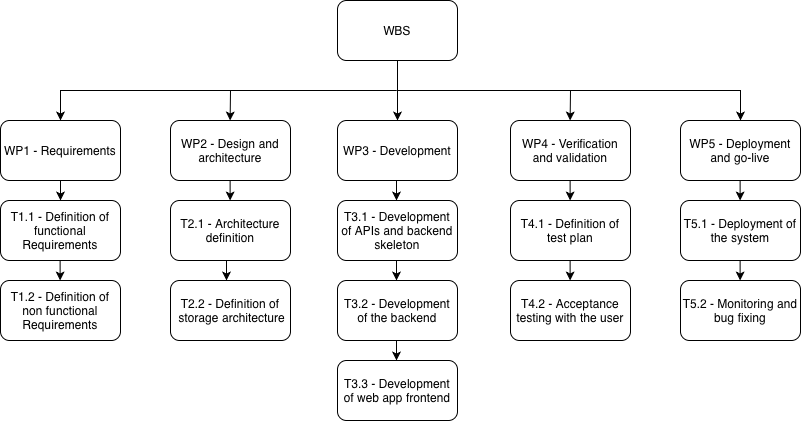 WBS
WP1 - Requirements
WP2 - Design and
architecture
WP3 - Development
WP4 - Verification
and validation
WP5 - Deployment
and go-live
T1.1 - Definition of
functional
Requirements
T2.1 - Architecture
definition
T3.1 - Development
of APIs and backend
skeleton
T4.1 - Definition of
test plan
T5.1 - Deployment of
the system
T1.2 - Definition of
non functional
Requirements
T2.2 - Definition of
storage architecture
T3.2 - Development
of the backend
T4.2 - Acceptance
testing with the user
T5.2 - Monitoring and
bug fixing
T3.3 - Development
of web app frontend